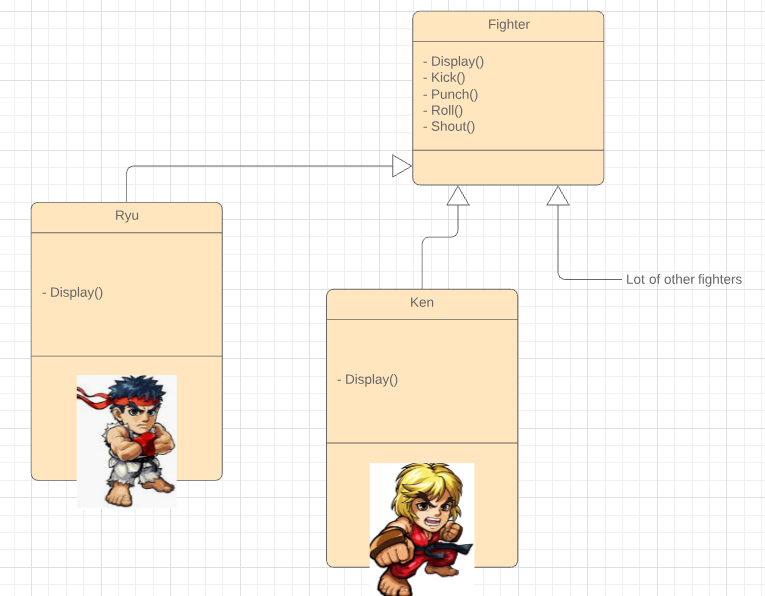 Fighter
- Display()
- Kick()
- Punch()
- Roll()
- Shout()
Ryu
- Display()
Lot of other fighters
Ken
- Display()